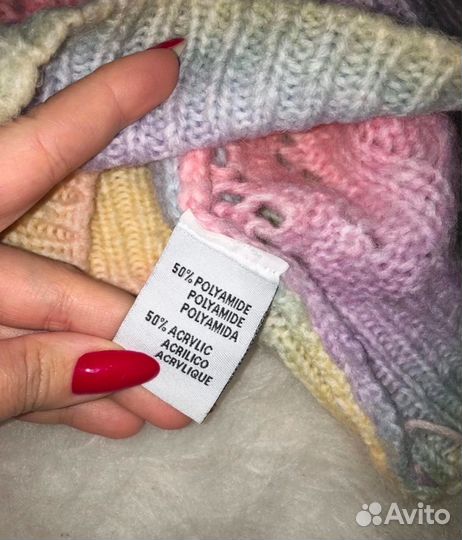 50% POLYAMIDE
POLYAMIDE
POLYAMIDA
50% ACRYLIC
ACRILICO
ACRYLIQUE
Avito